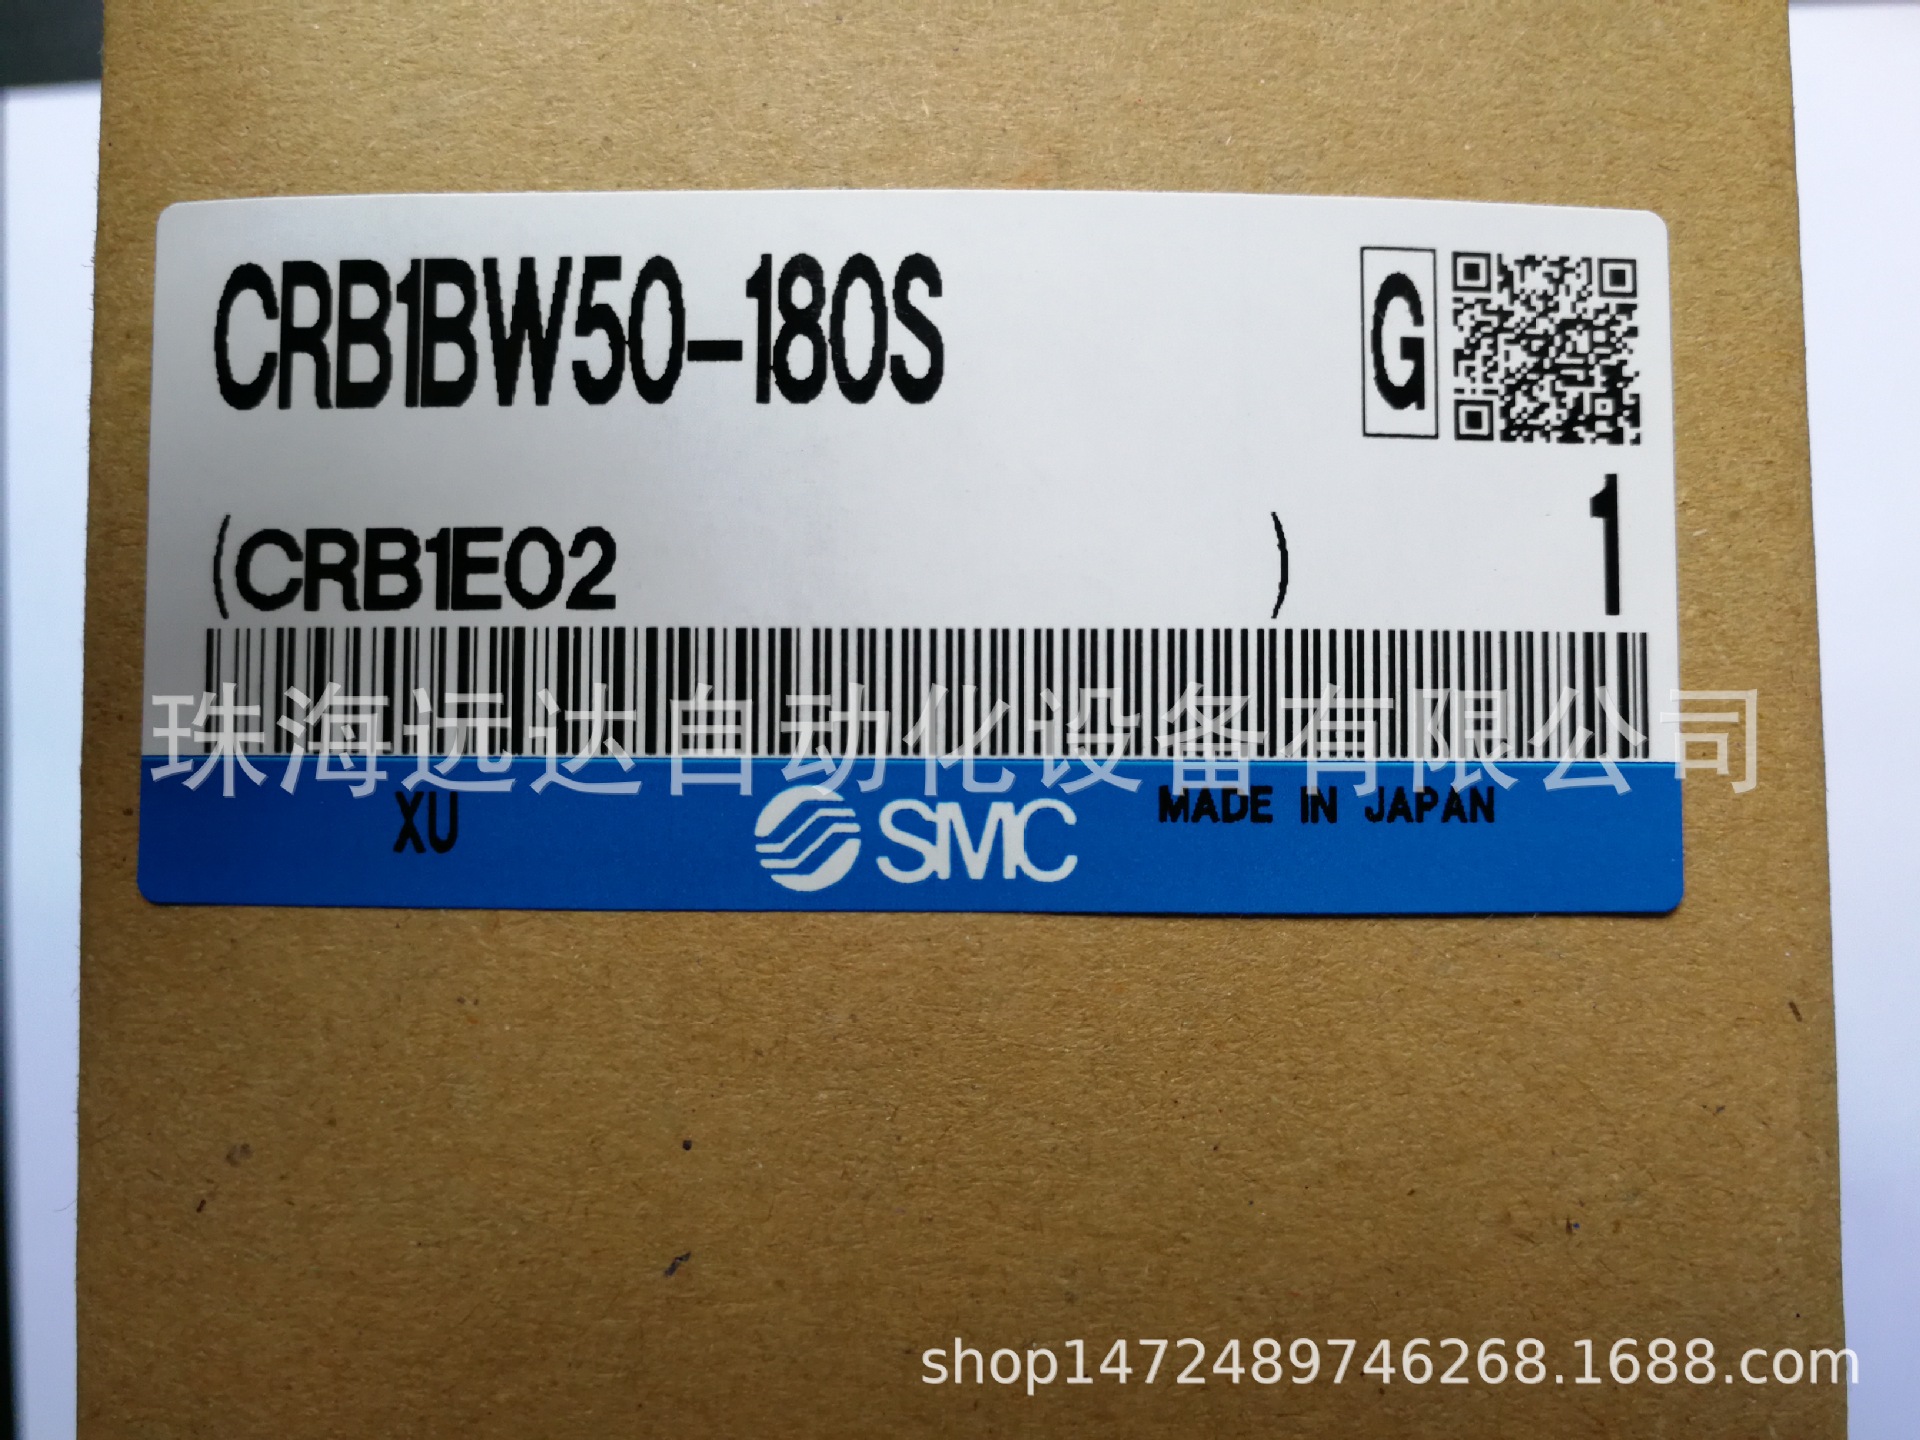 CRB1BW50-180S
G
(CRB1E02 )
1
珠海远达自动化设备有限公司
XU
SMC
MADE IN JAPAN
shop1472489746268.1688.com